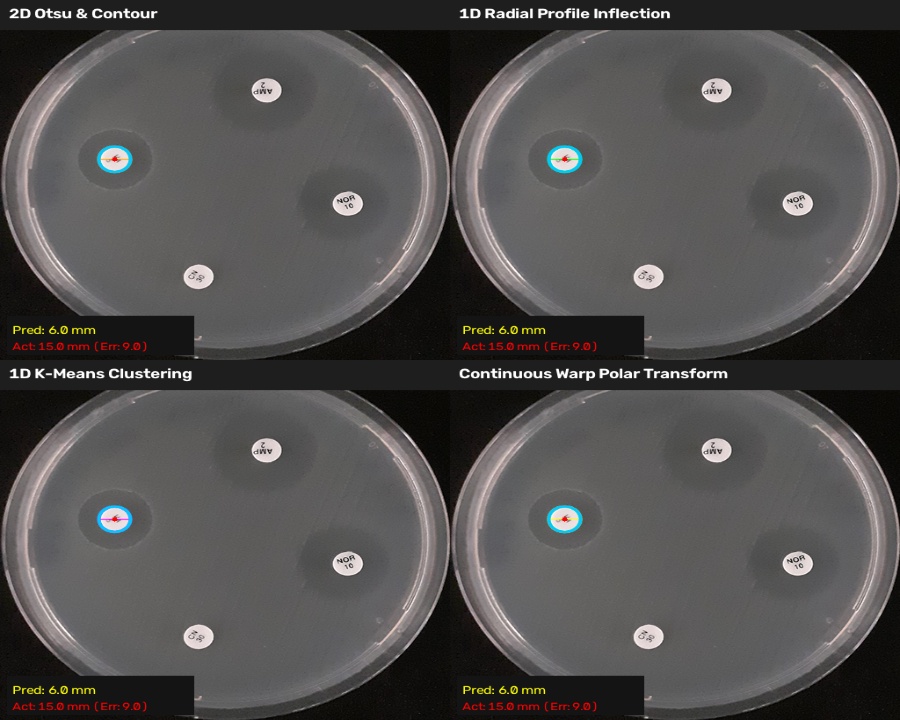 2D Otsu & Contour
1D Radial Profile Inflection
AMP
2
AMP
2
NOR
10
NOR
10
Pred: 6.0 mm
Act: 15.0 mm (Err: 9.0)
Pred: 6.0 mm
Act: 15.0 mm (Err: 9.0)
1D K-Means Clustering
Continuous Warp Polar Transform
AMP
2
AMP
2
NOR
10
NOR
10
Pred: 6.0 mm
Act: 15.0 mm (Err: 9.0)
Pred: 6.0 mm
Act: 15.0 mm (Err: 9.0)